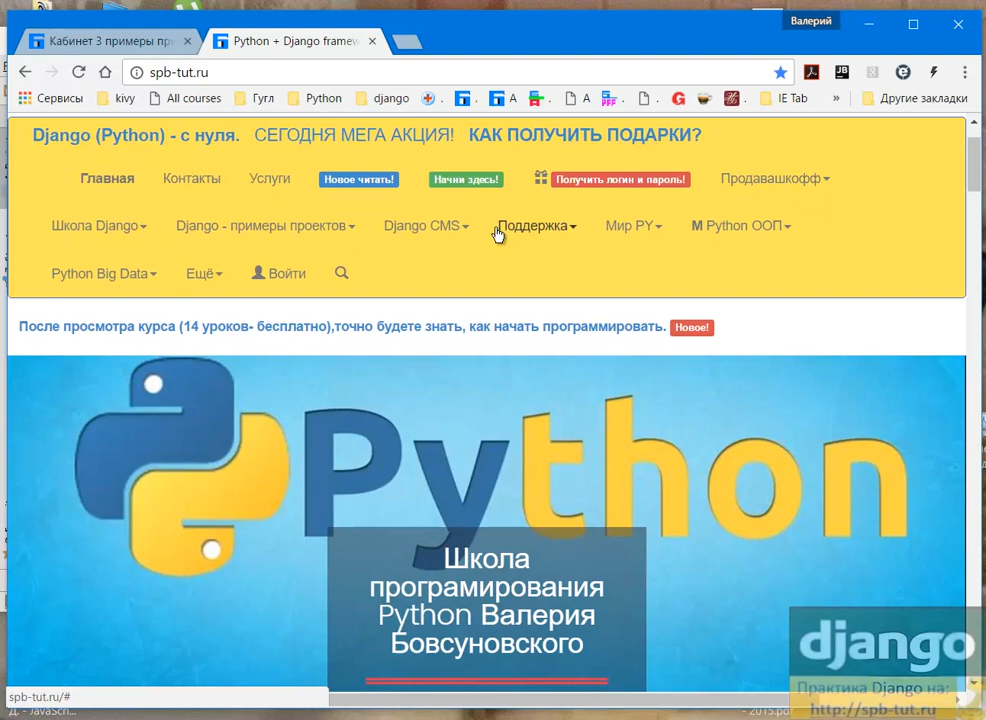 Валерий
Кабинет 3 примеры пр
Python + Django framew
spb-tut.ru
Сервисы kivy All courses Гугл Python django A A G IE Tab » Другие закладки
Django (Python) - с нуля. СЕГОДНЯ МЕГА АКЦИЯ! КАК ПОЛУЧИТЬ ПОДАРКИ?
Главная Контакты Услуги Новое читать! Начни здесь! Получить логин и пароль! Продавашкофф
Школа Django Django - примеры проектов Django CMS Поддержка Мир PY M Python ООП
Python Big Data Ещё Войти
После просмотра курса (14 уроков- бесплатно),точно будете знать, как начать программировать. Новое!
Python
Школа
програмирования
Python Валерия
Бовсуновского
django
Практика Django на:
http://spb-tut.ru
spb-tut.ru/#